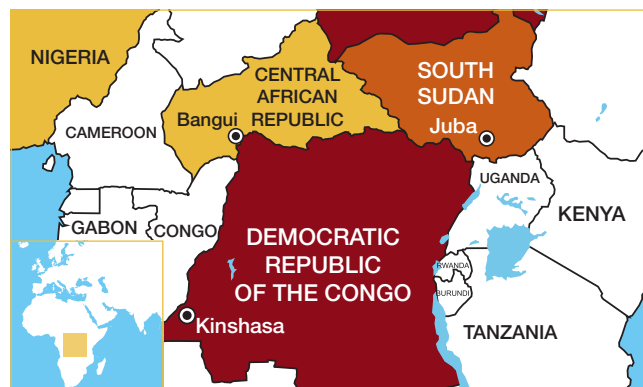 NIGERIA
CENTRAL
AFRICAN
REPUBLIC
SOUTH
SUDAN
CAMEROON
Bangui
Juba
UGANDA
GABON
CONGO
KENYA
DEMOCRATIC
REPUBLIC
OF THE CONGO
RWANDA
BURUNDI
Kinshasa
TANZANIA